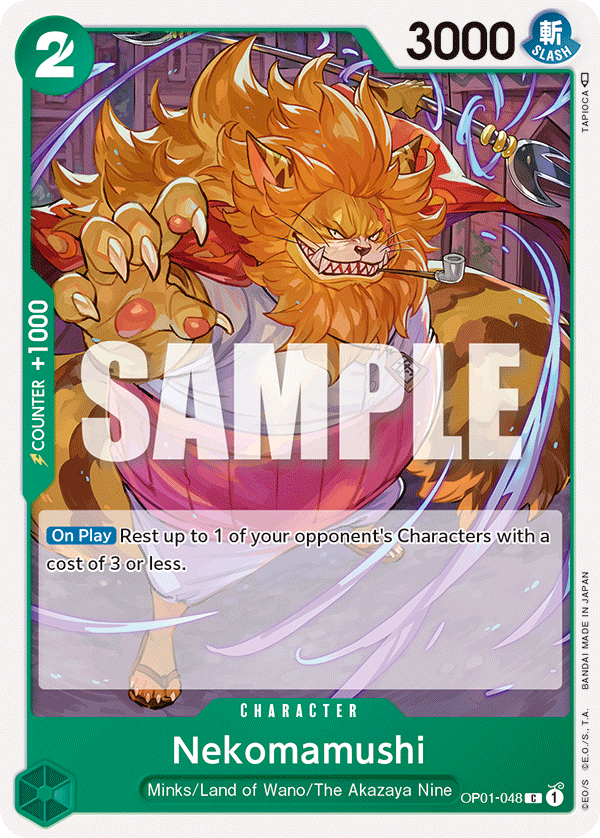 2
3000
斬
SLASH
TAPIOCA
COUNTER +1000
SAMPLE
On Play Rest up to 1 of your opponent's Characters with a
cost of 3 or less.
BANDAI MADE IN JAPAN
©E.O./S., T.A.
©EO/S
CHARACTER
Nekomamushi
Minks/Land of Wano/The Akazaya Nine
OP01-048 C 1